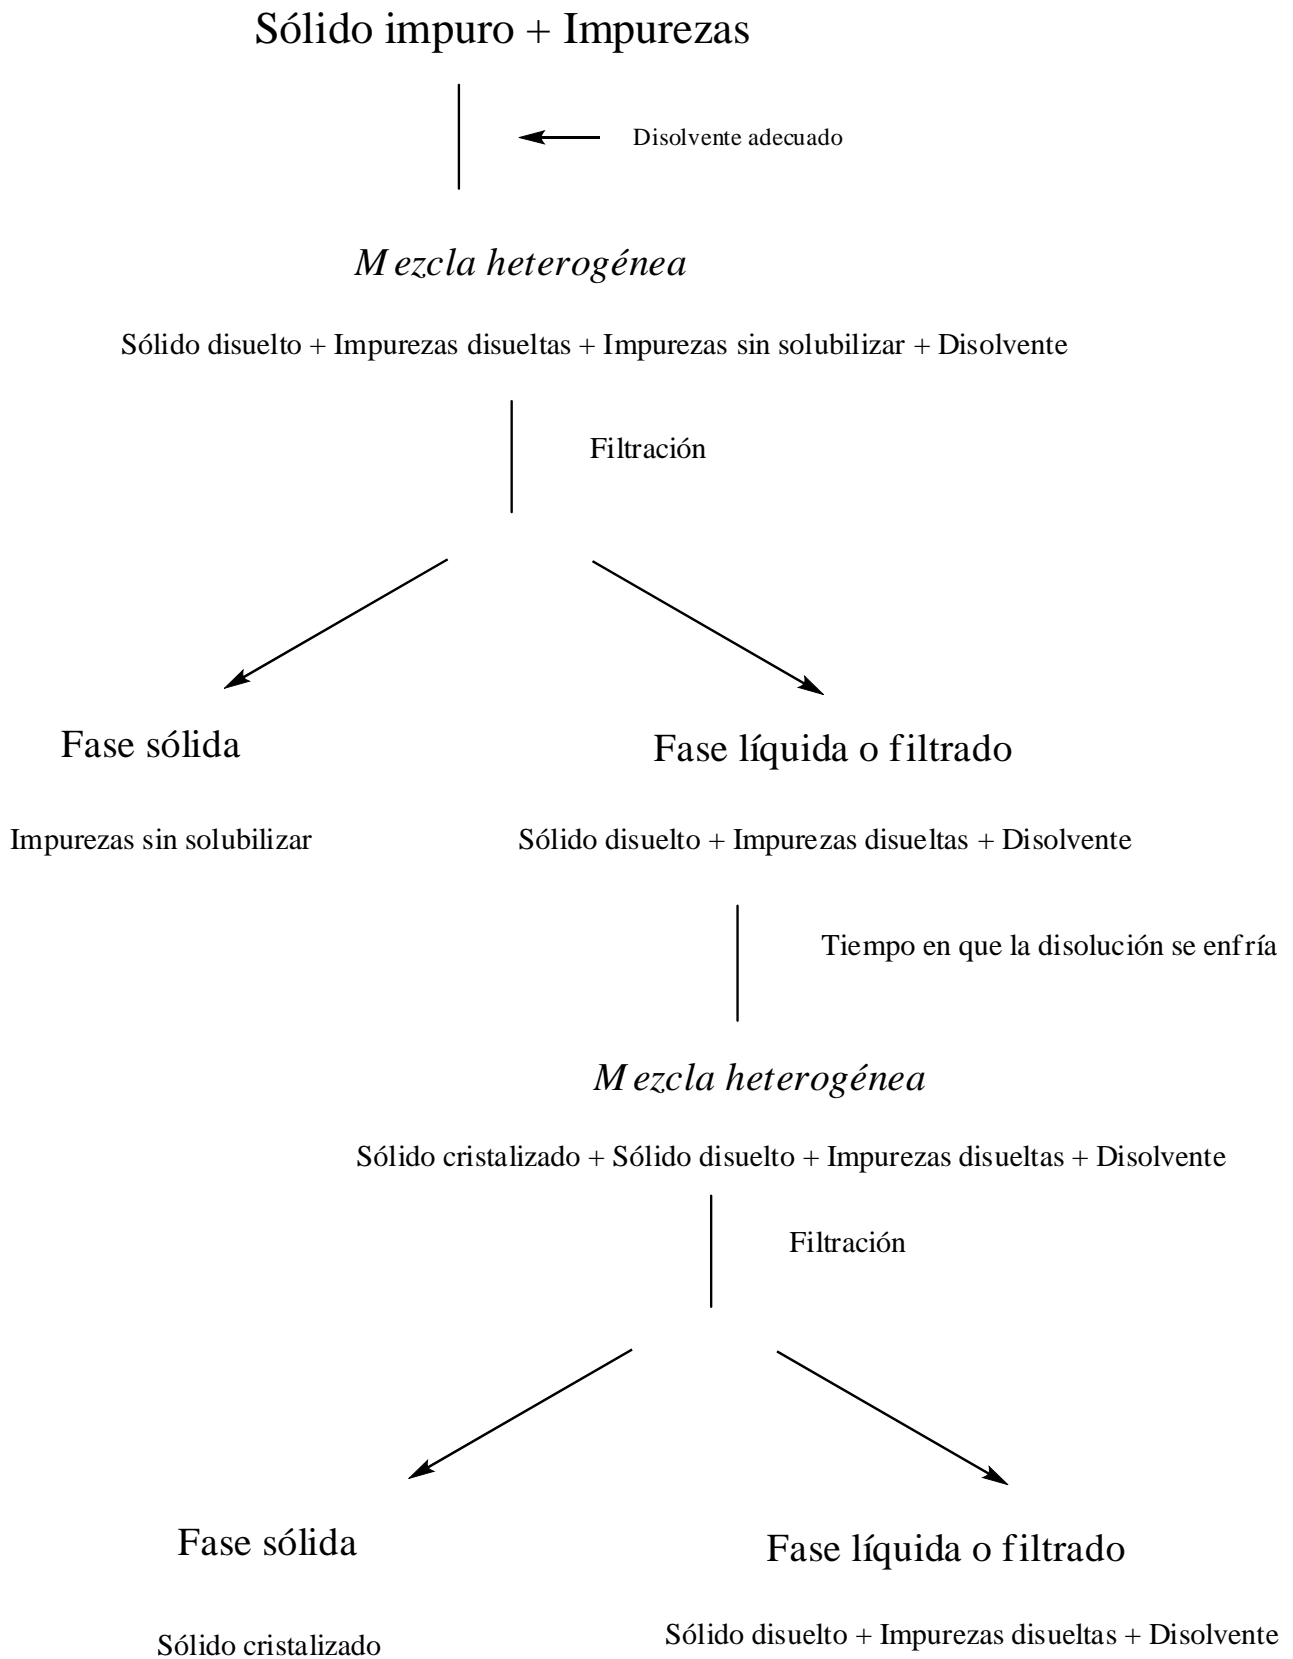 Sólido impuro + Impurezas
Disolvente adecuado
Mezcla heterogénea
Sólido disuelto + Impurezas disueltas + Impurezas sin solubilizar + Disolvente
Filtración
Fase sólida
Fase líquida o filtrado
Impurezas sin solubilizar
Sólido disuelto + Impurezas disueltas + Disolvente
Tiempo en que la disolución se enfría
Mezcla heterogénea
Sólido cristalizado + Sólido disuelto + Impurezas disueltas + Disolvente
Filtración
Fase sólida
Fase líquida o filtrado
Sólido cristalizado
Sólido disuelto + Impurezas disueltas + Disolvente